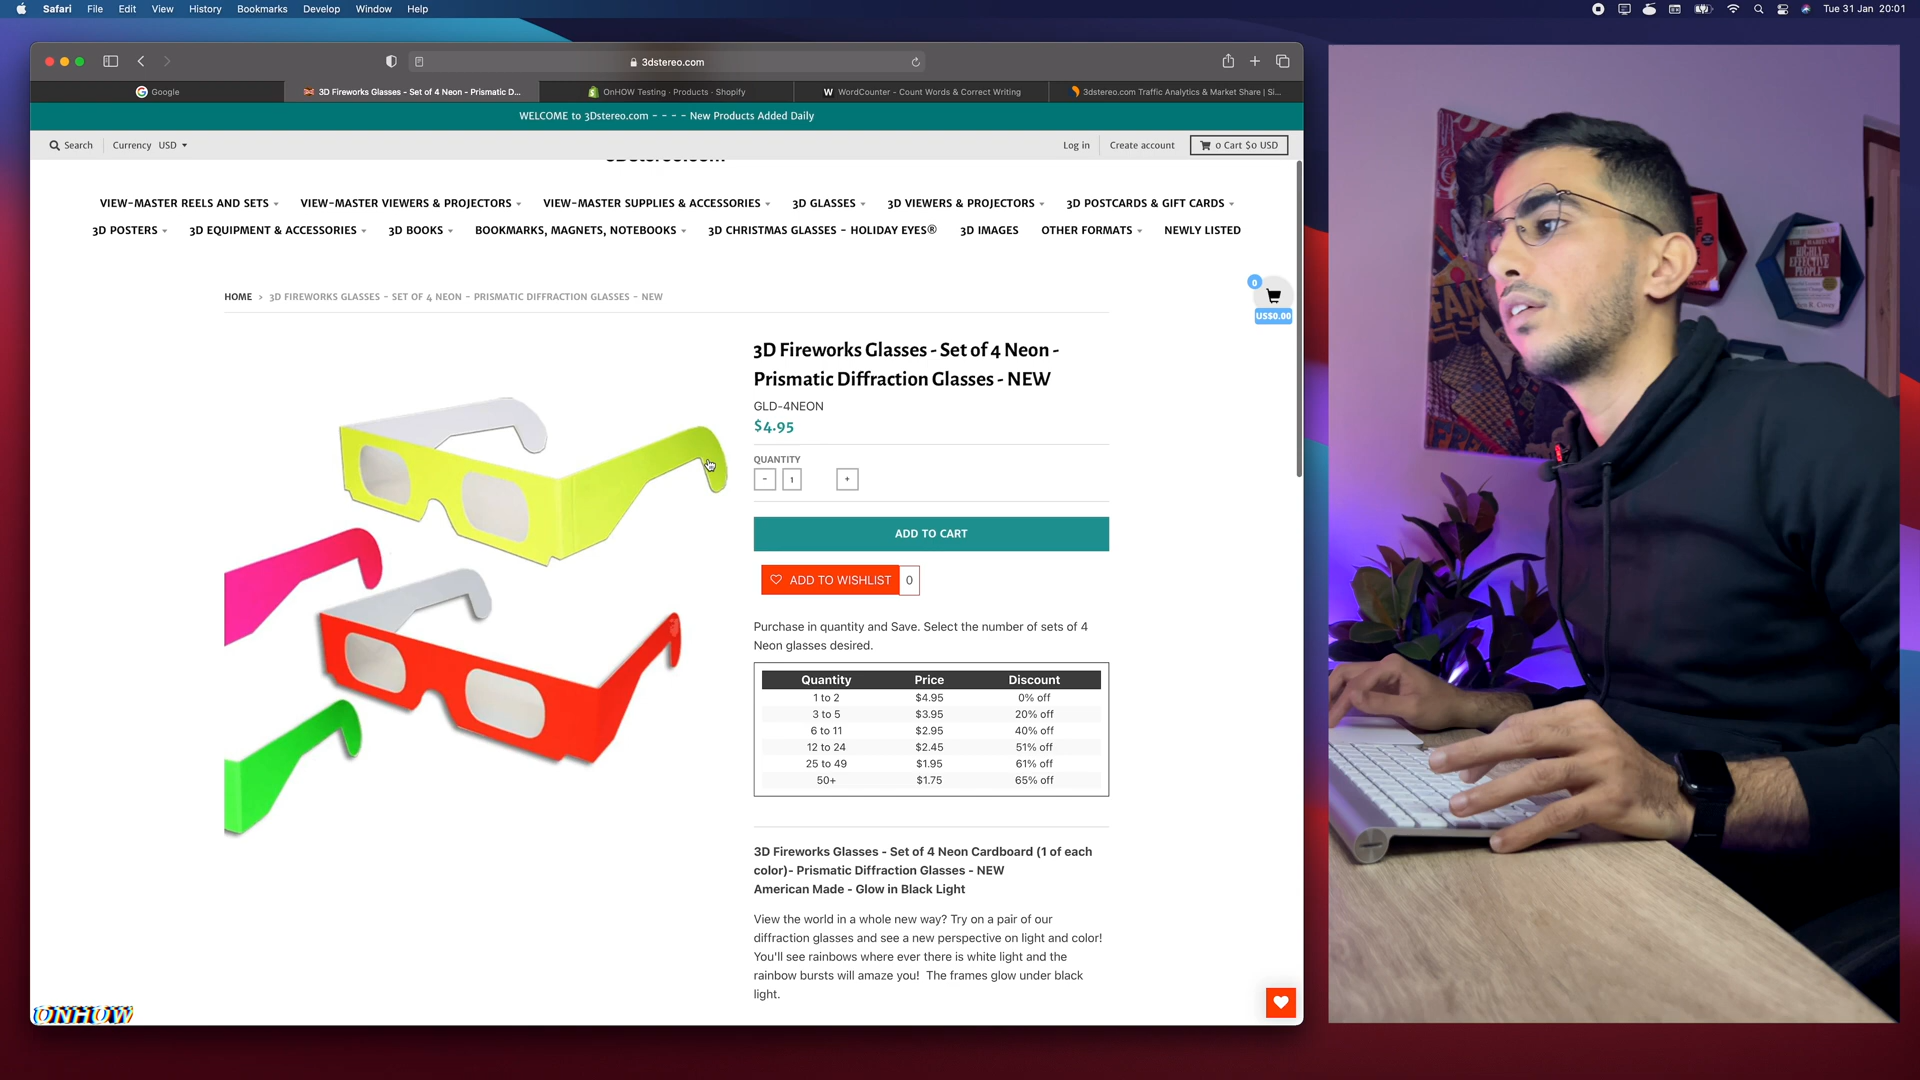 Safari File Edit View History Bookmarks Develop Window Help
Tue 31 Jan 20:01
3dstereo.com
Google
3D Fireworks Glasses - Set of 4 Neon - Prismatic D...
OnHOW Testing · Products · Shopify
W WordCounter - Count Words & Correct Writing
3dstereo.com Traffic Analytics & Market Share | Si...
WELCOME to 3Dstereo.com - - - - New Products Added Daily
Search Currency USD
Log in Create account 0 Cart $0 USD
VIEW-MASTER REELS AND SETS VIEW-MASTER VIEWERS & PROJECTORS VIEW-MASTER SUPPLIES & ACCESSORIES 3D GLASSES 3D VIEWERS & PROJECTORS 3D POSTCARDS & GIFT CARDS
3D POSTERS 3D EQUIPMENT & ACCESSORIES 3D BOOKS BOOKMARKS, MAGNETS, NOTEBOOKS 3D CHRISTMAS GLASSES - HOLIDAY EYES® 3D IMAGES OTHER FORMATS NEWLY LISTED
0
US$0.00
HOME > 3D FIREWORKS GLASSES - SET OF 4 NEON - PRISMATIC DIFFRACTION GLASSES - NEW
3D Fireworks Glasses - Set of 4 Neon -
Prismatic Diffraction Glasses - NEW
GLD-4NEON
$4.95
QUANTITY
- 1 +
ADD TO CART
ADD TO WISHLIST 0
Purchase in quantity and Save. Select the number of sets of 4
Neon glasses desired.
Quantity Price Discount
1 to 2 $4.95 0% off
3 to 5 $3.95 20% off
6 to 11 $2.95 40% off
12 to 24 $2.45 51% off
25 to 49 $1.95 61% off
50+ $1.75 65% off
3D Fireworks Glasses - Set of 4 Neon Cardboard (1 of each
color)- Prismatic Diffraction Glasses - NEW
American Made - Glow in Black Light
View the world in a whole new way? Try on a pair of our
diffraction glasses and see a new perspective on light and color!
You'll see rainbows where ever there is white light and the
rainbow bursts will amaze you! The frames glow under black
light.
ONHOW
HIGHLY
EFFECTIVE
PEOPLE